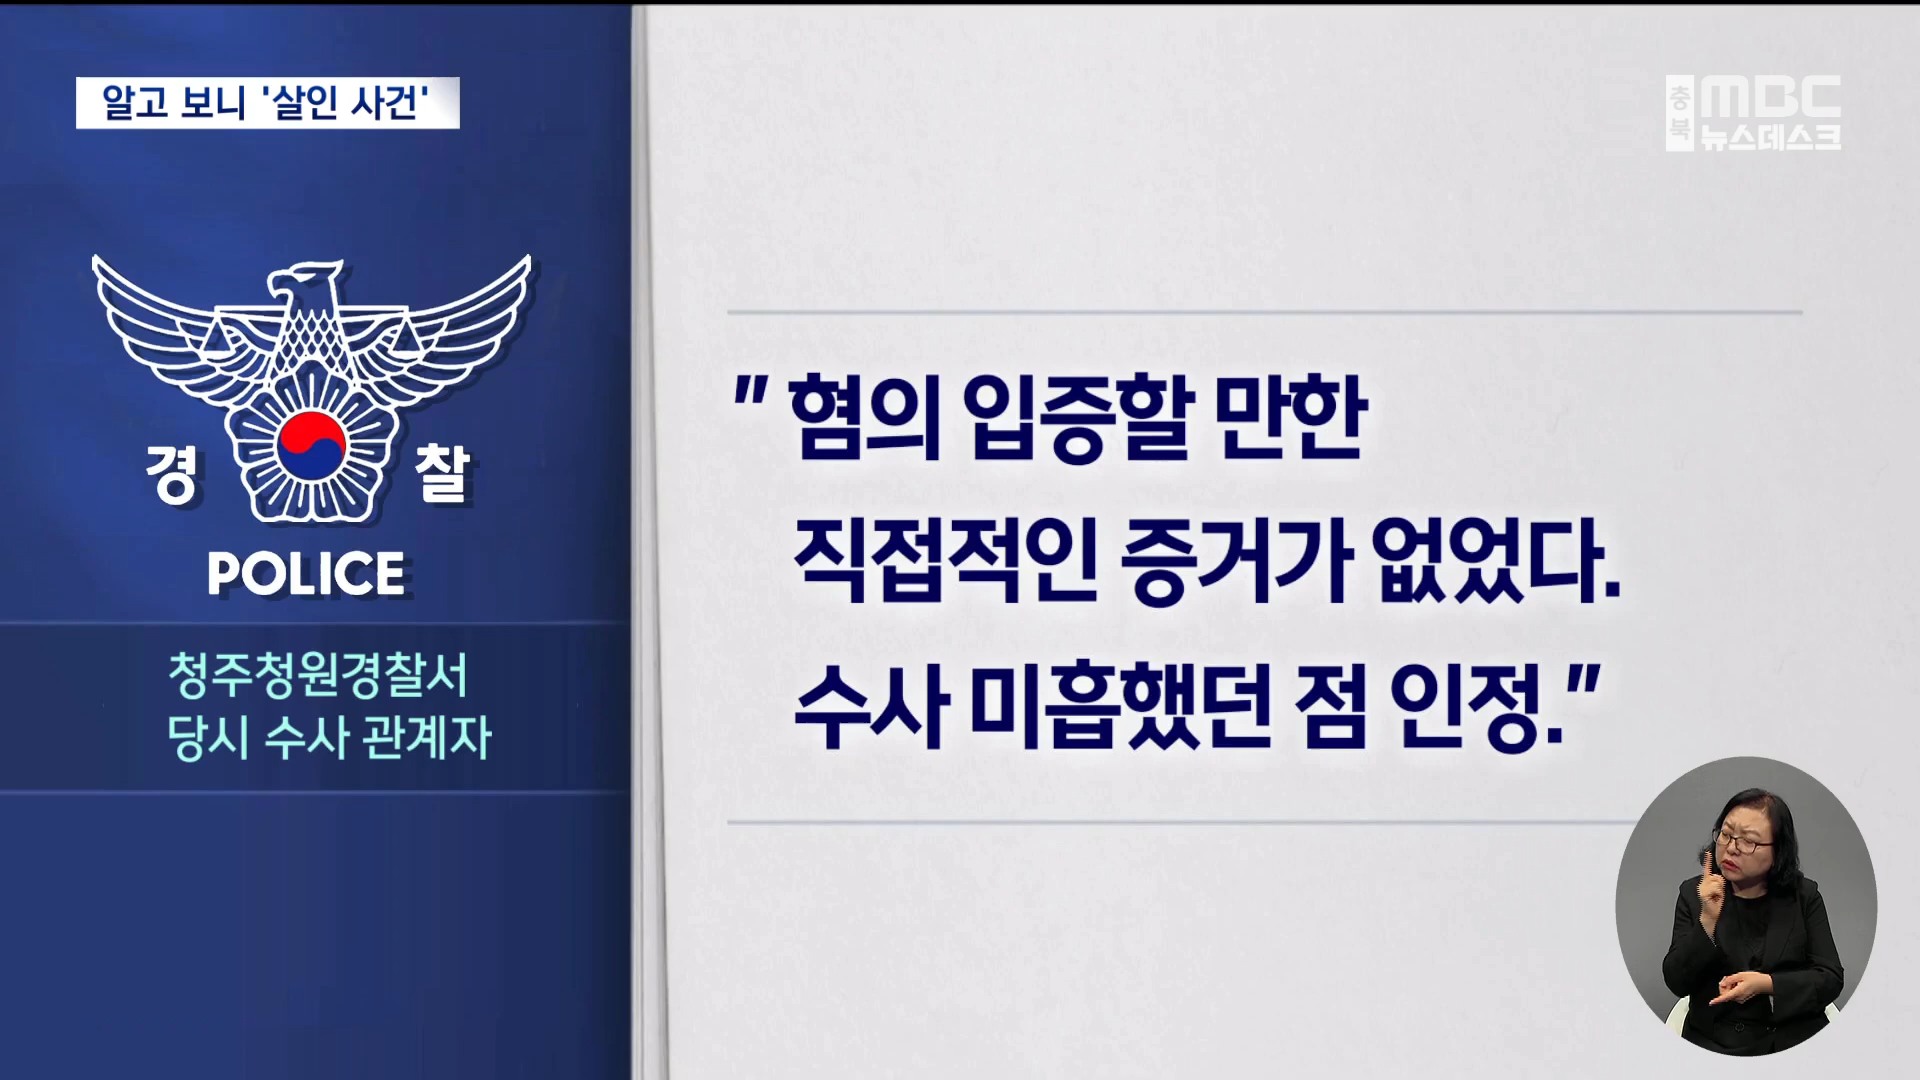 알고 보니 '살인 사건'
충북
MBC
뉴스데스크
경 찰
POLICE
청주청원경찰서
당시 수사 관계자
" 혐의 입증할 만한
직접적인 증거가 없었다.
수사 미흡했던 점 인정."